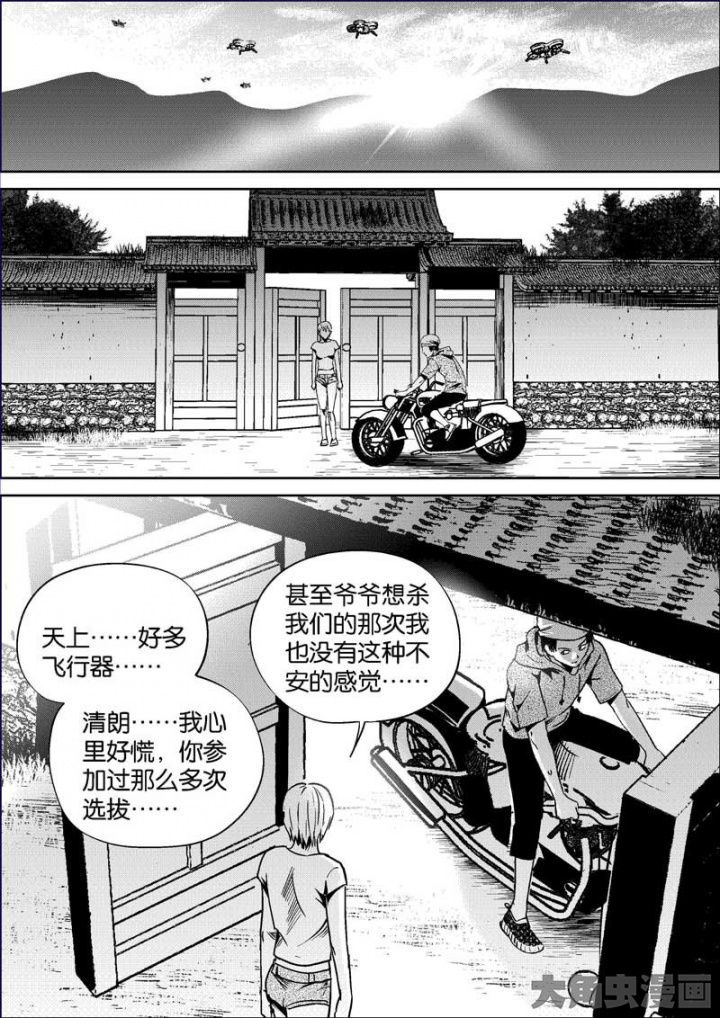 天上……好多
飞行器……
清朗……我心
里好慌，你参
加过那么多次
选拔……
甚至爷爷想杀
我们的那次我
也没有这种不
安的感觉……
大角虫漫画